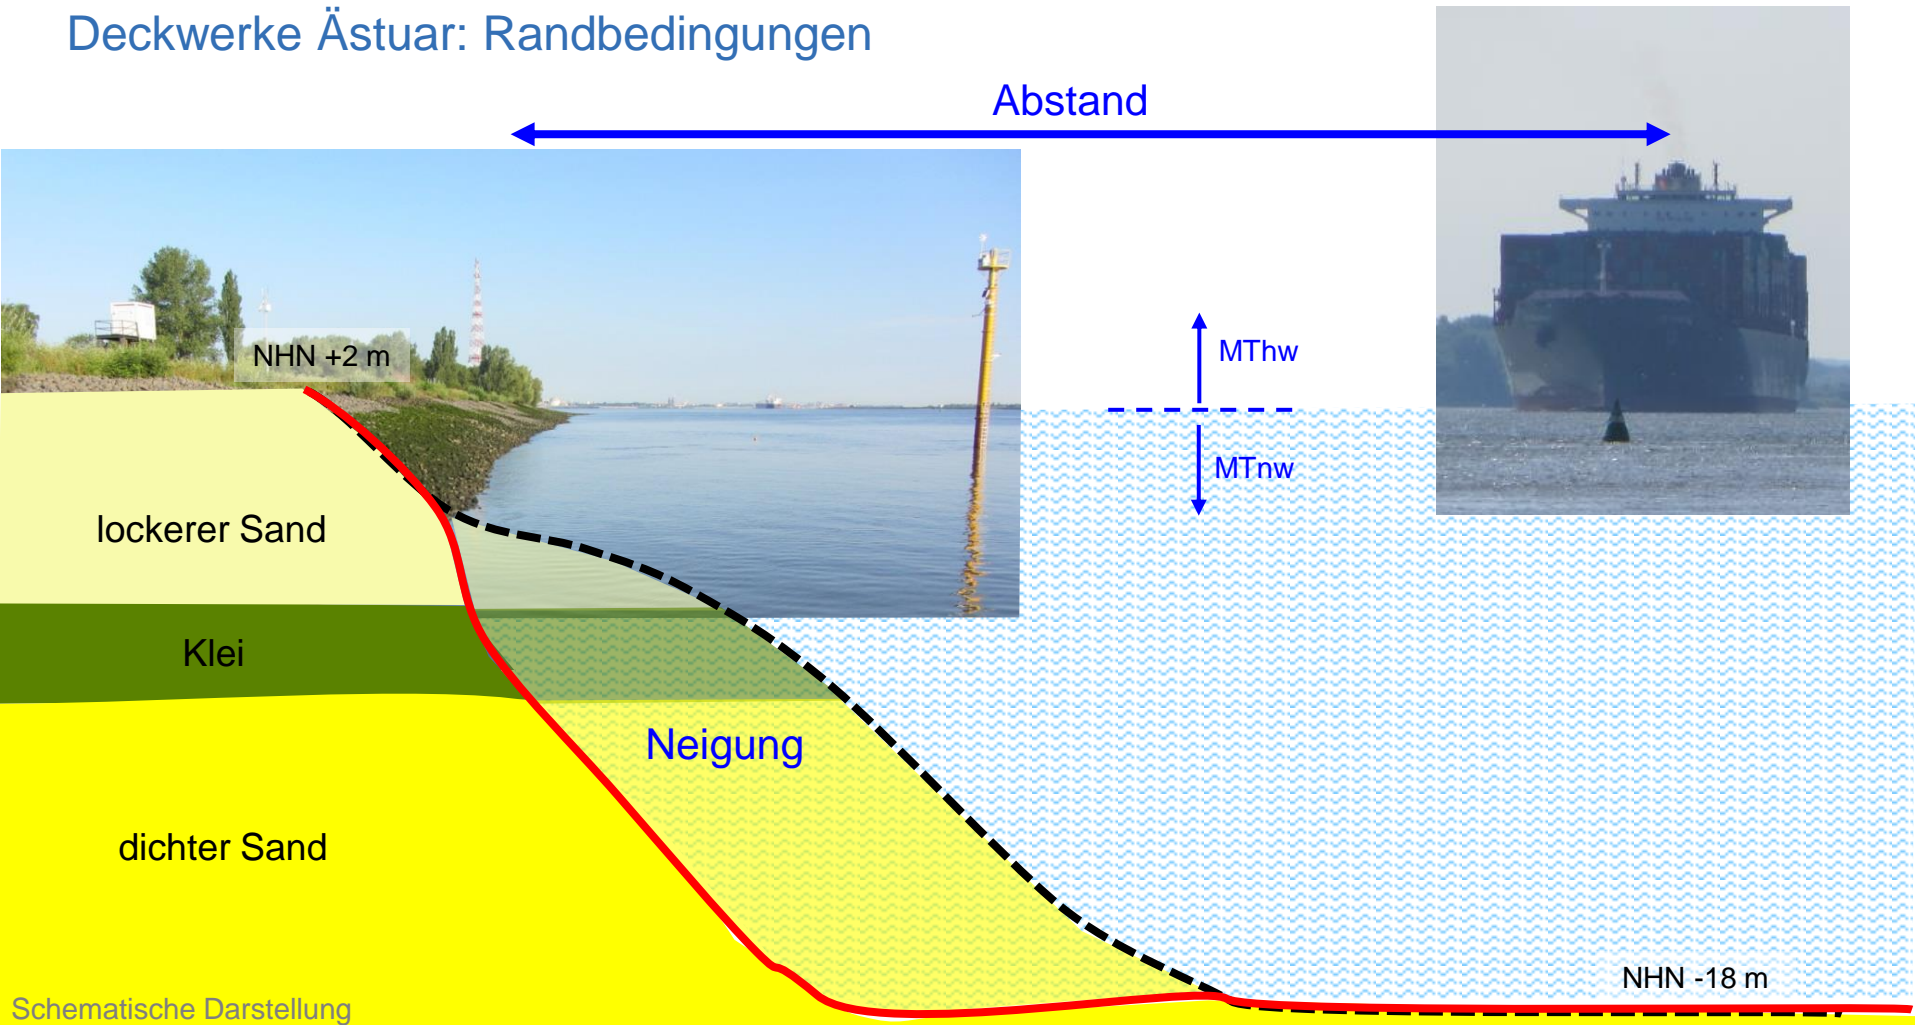 Deckwerke Ästuar: Randbedingungen
Abstand
NHN +2 m
MThw
MTnw
lockerer Sand
Klei
Neigung
dichter Sand
NHN -18 m
Schematische Darstellung